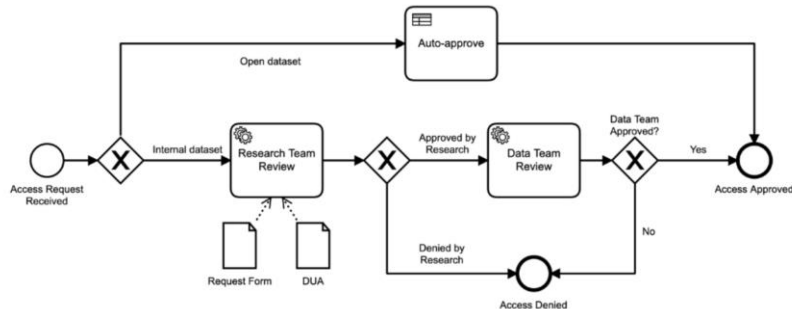 Auto-approve
Open dataset
Data Team
Approved?
Internal dataset
Approved by
Research
Research Team
Review
Data Team
Review
Yes
Access Request
Received
Access Approved
No
Denied by
Research
Request Form
DUA
Access Denied